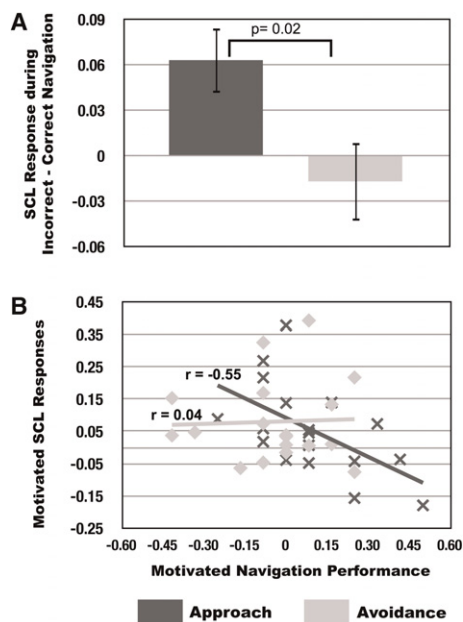 A
SCL Response during
Incorrect - Correct Navigation
0.09
0.06
0.03
0
-0.03
-0.06
p= 0.02
B
Motivated SCL Responses
0.45
0.35
0.25
0.15
0.05
-0.05
-0.15
-0.25
r = -0.55
r = 0.04
-0.60 -0.45 -0.30 -0.15 0 0.15 0.30 0.45 0.60
Motivated Navigation Performance
Approach Avoidance